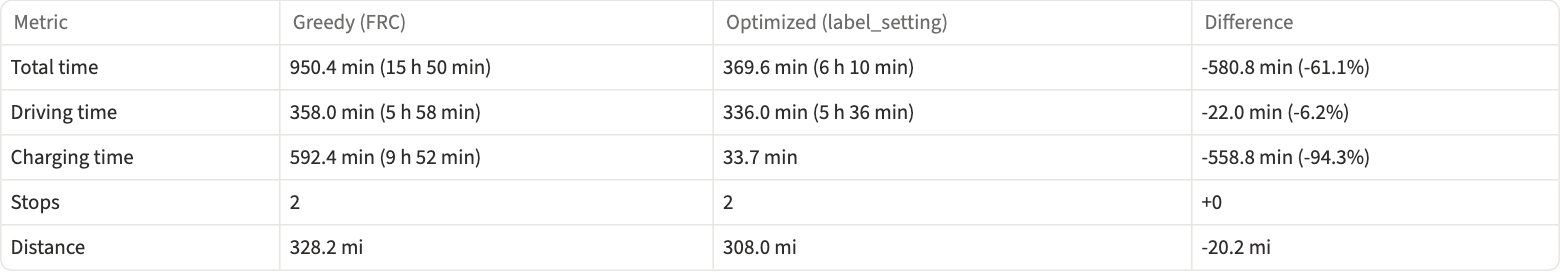 Metric Greedy (FRC) Optimized (label_setting) Difference
Total time 950.4 min (15 h 50 min) 369.6 min (6 h 10 min) -580.8 min (-61.1%)
Driving time 358.0 min (5 h 58 min) 336.0 min (5 h 36 min) -22.0 min (-6.2%)
Charging time 592.4 min (9 h 52 min) 33.7 min -558.8 min (-94.3%)
Stops 2 2 +0
Distance 328.2 mi 308.0 mi -20.2 mi